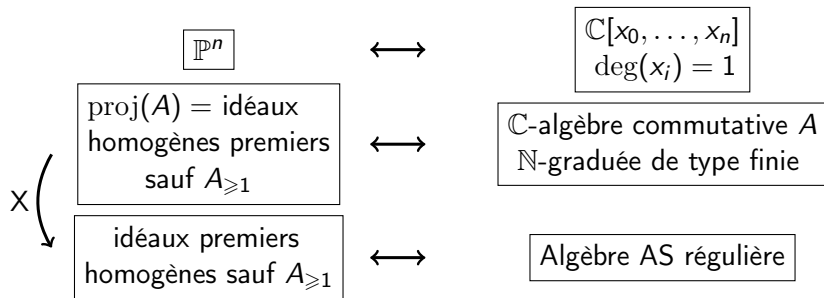 ℙⁿ ⟷ ℂ[x₀, . . . , xₙ]
deg(xᵢ) = 1
proj(A) = idéaux
homogènes premiers
sauf A⩾₁
⟷ ℂ-algèbre commutative A
ℕ-graduée de type finie
X
idéaux premiers
homogènes sauf A⩾₁
⟷ Algèbre AS régulière